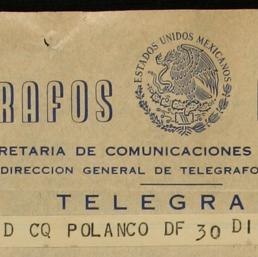 RAFOS
ESTADOS UNIDOS MEXICANOS
RETARIA DE COMUNICACIONES
DIRECCION GENERAL DE TELEGRAFO
TELEGRA
D CQ POLANCO DF 30 DI